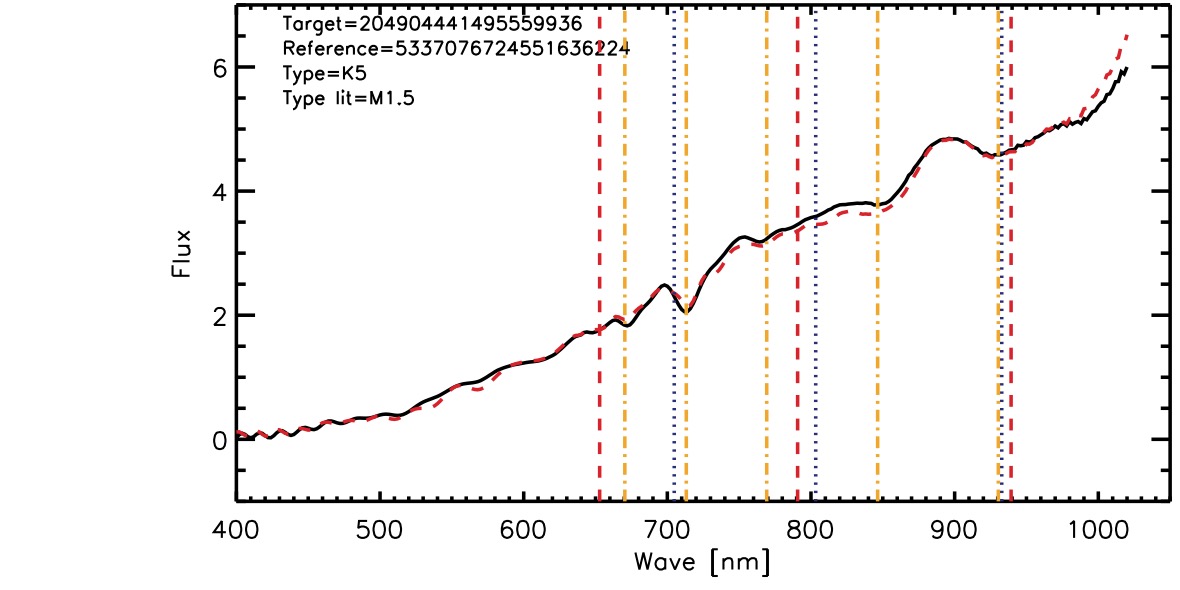 Target=204904441495559936
Reference=5337076724551636224
Type=K5
Type lit=M1.5
6
4
2
0
Flux
400 500 600 700 800 900 1000
Wave [nm]